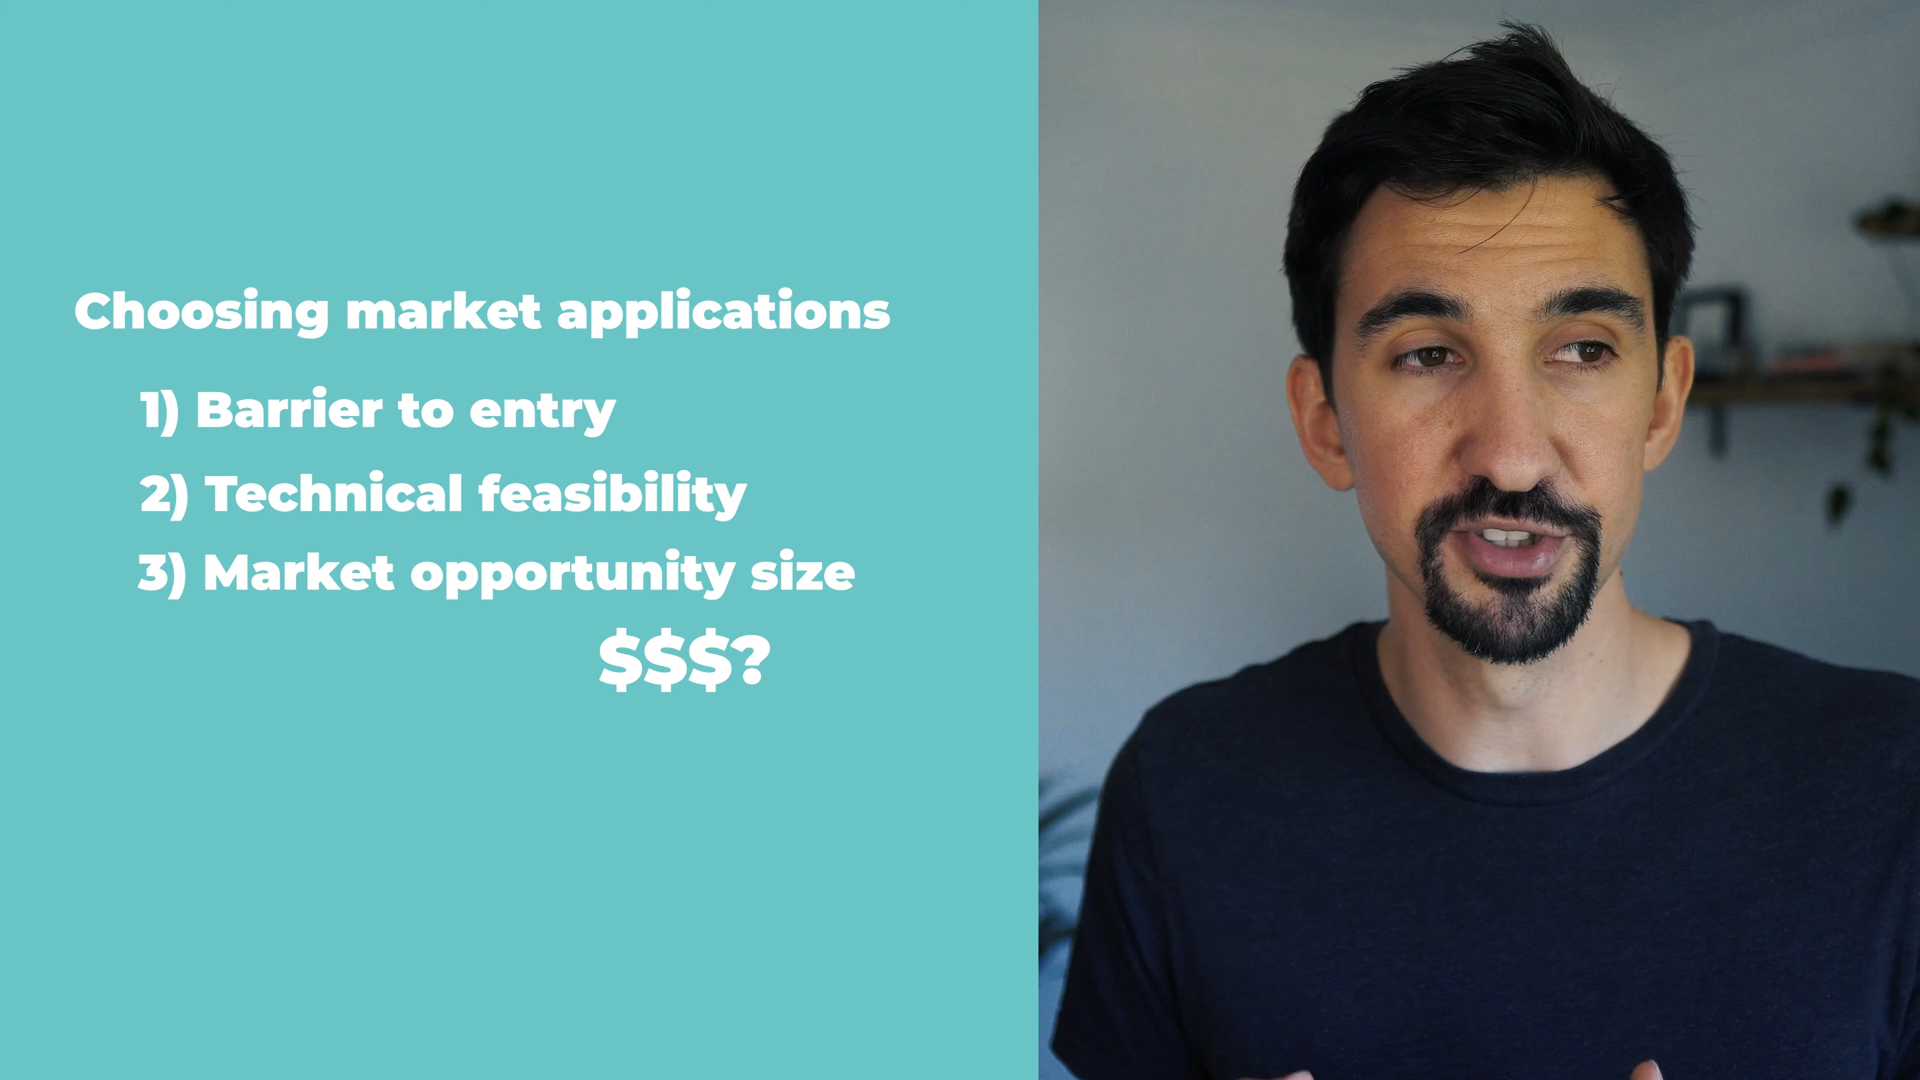 Choosing market applications
1) Barrier to entry
2) Technical feasibility
3) Market opportunity size
$$$?